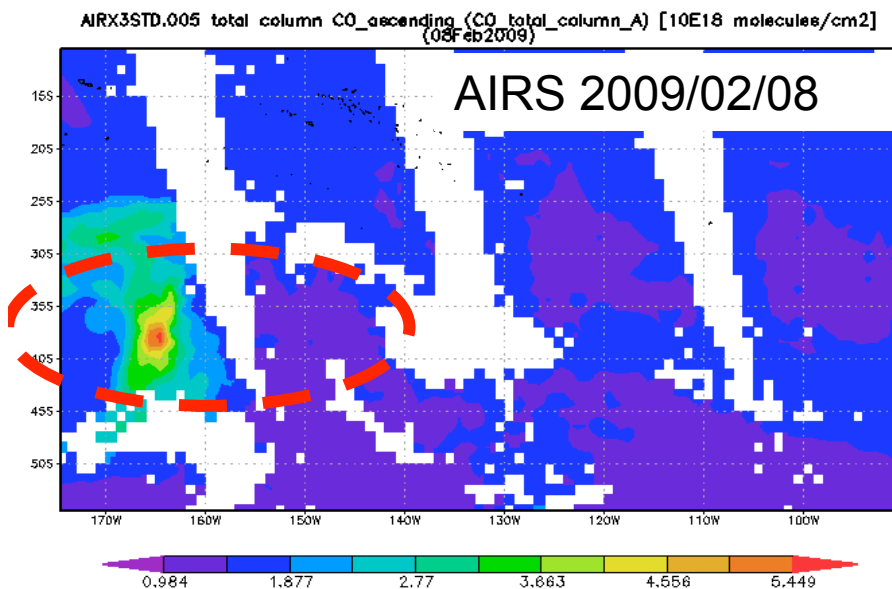 AIRX3STD.005 total column CO_ascending (CO_total_column_A) [10E18 molecules/cm2]
(08Feb2009)
AIRS 2009/02/08
15S
20S
25S
30S
35S
40S
45S
50S
170W 160W 150W 140W 130W 120W 110W 100W
0.984 1.877 2.77 3.663 4.556 5.449